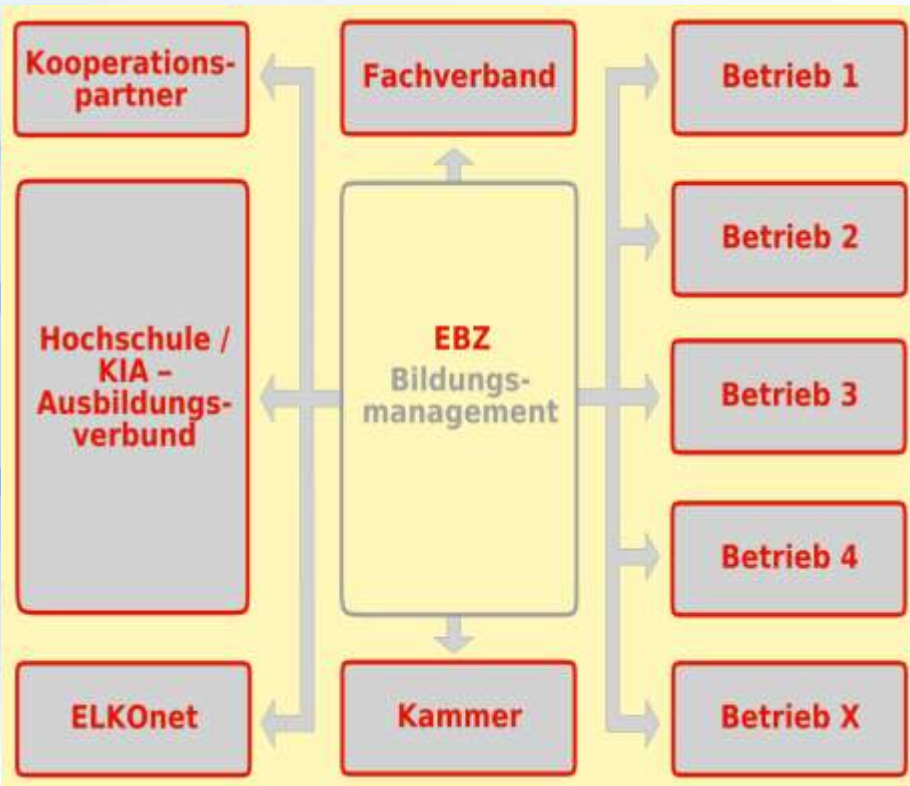 Kooperations-
partner
Fachverband
Betrieb 1
Betrieb 2
Hochschule /
KIA –
Ausbildungs-
verbund
EBZ
Bildungs-
management
Betrieb 3
Betrieb 4
ELKOnet
Kammer
Betrieb X